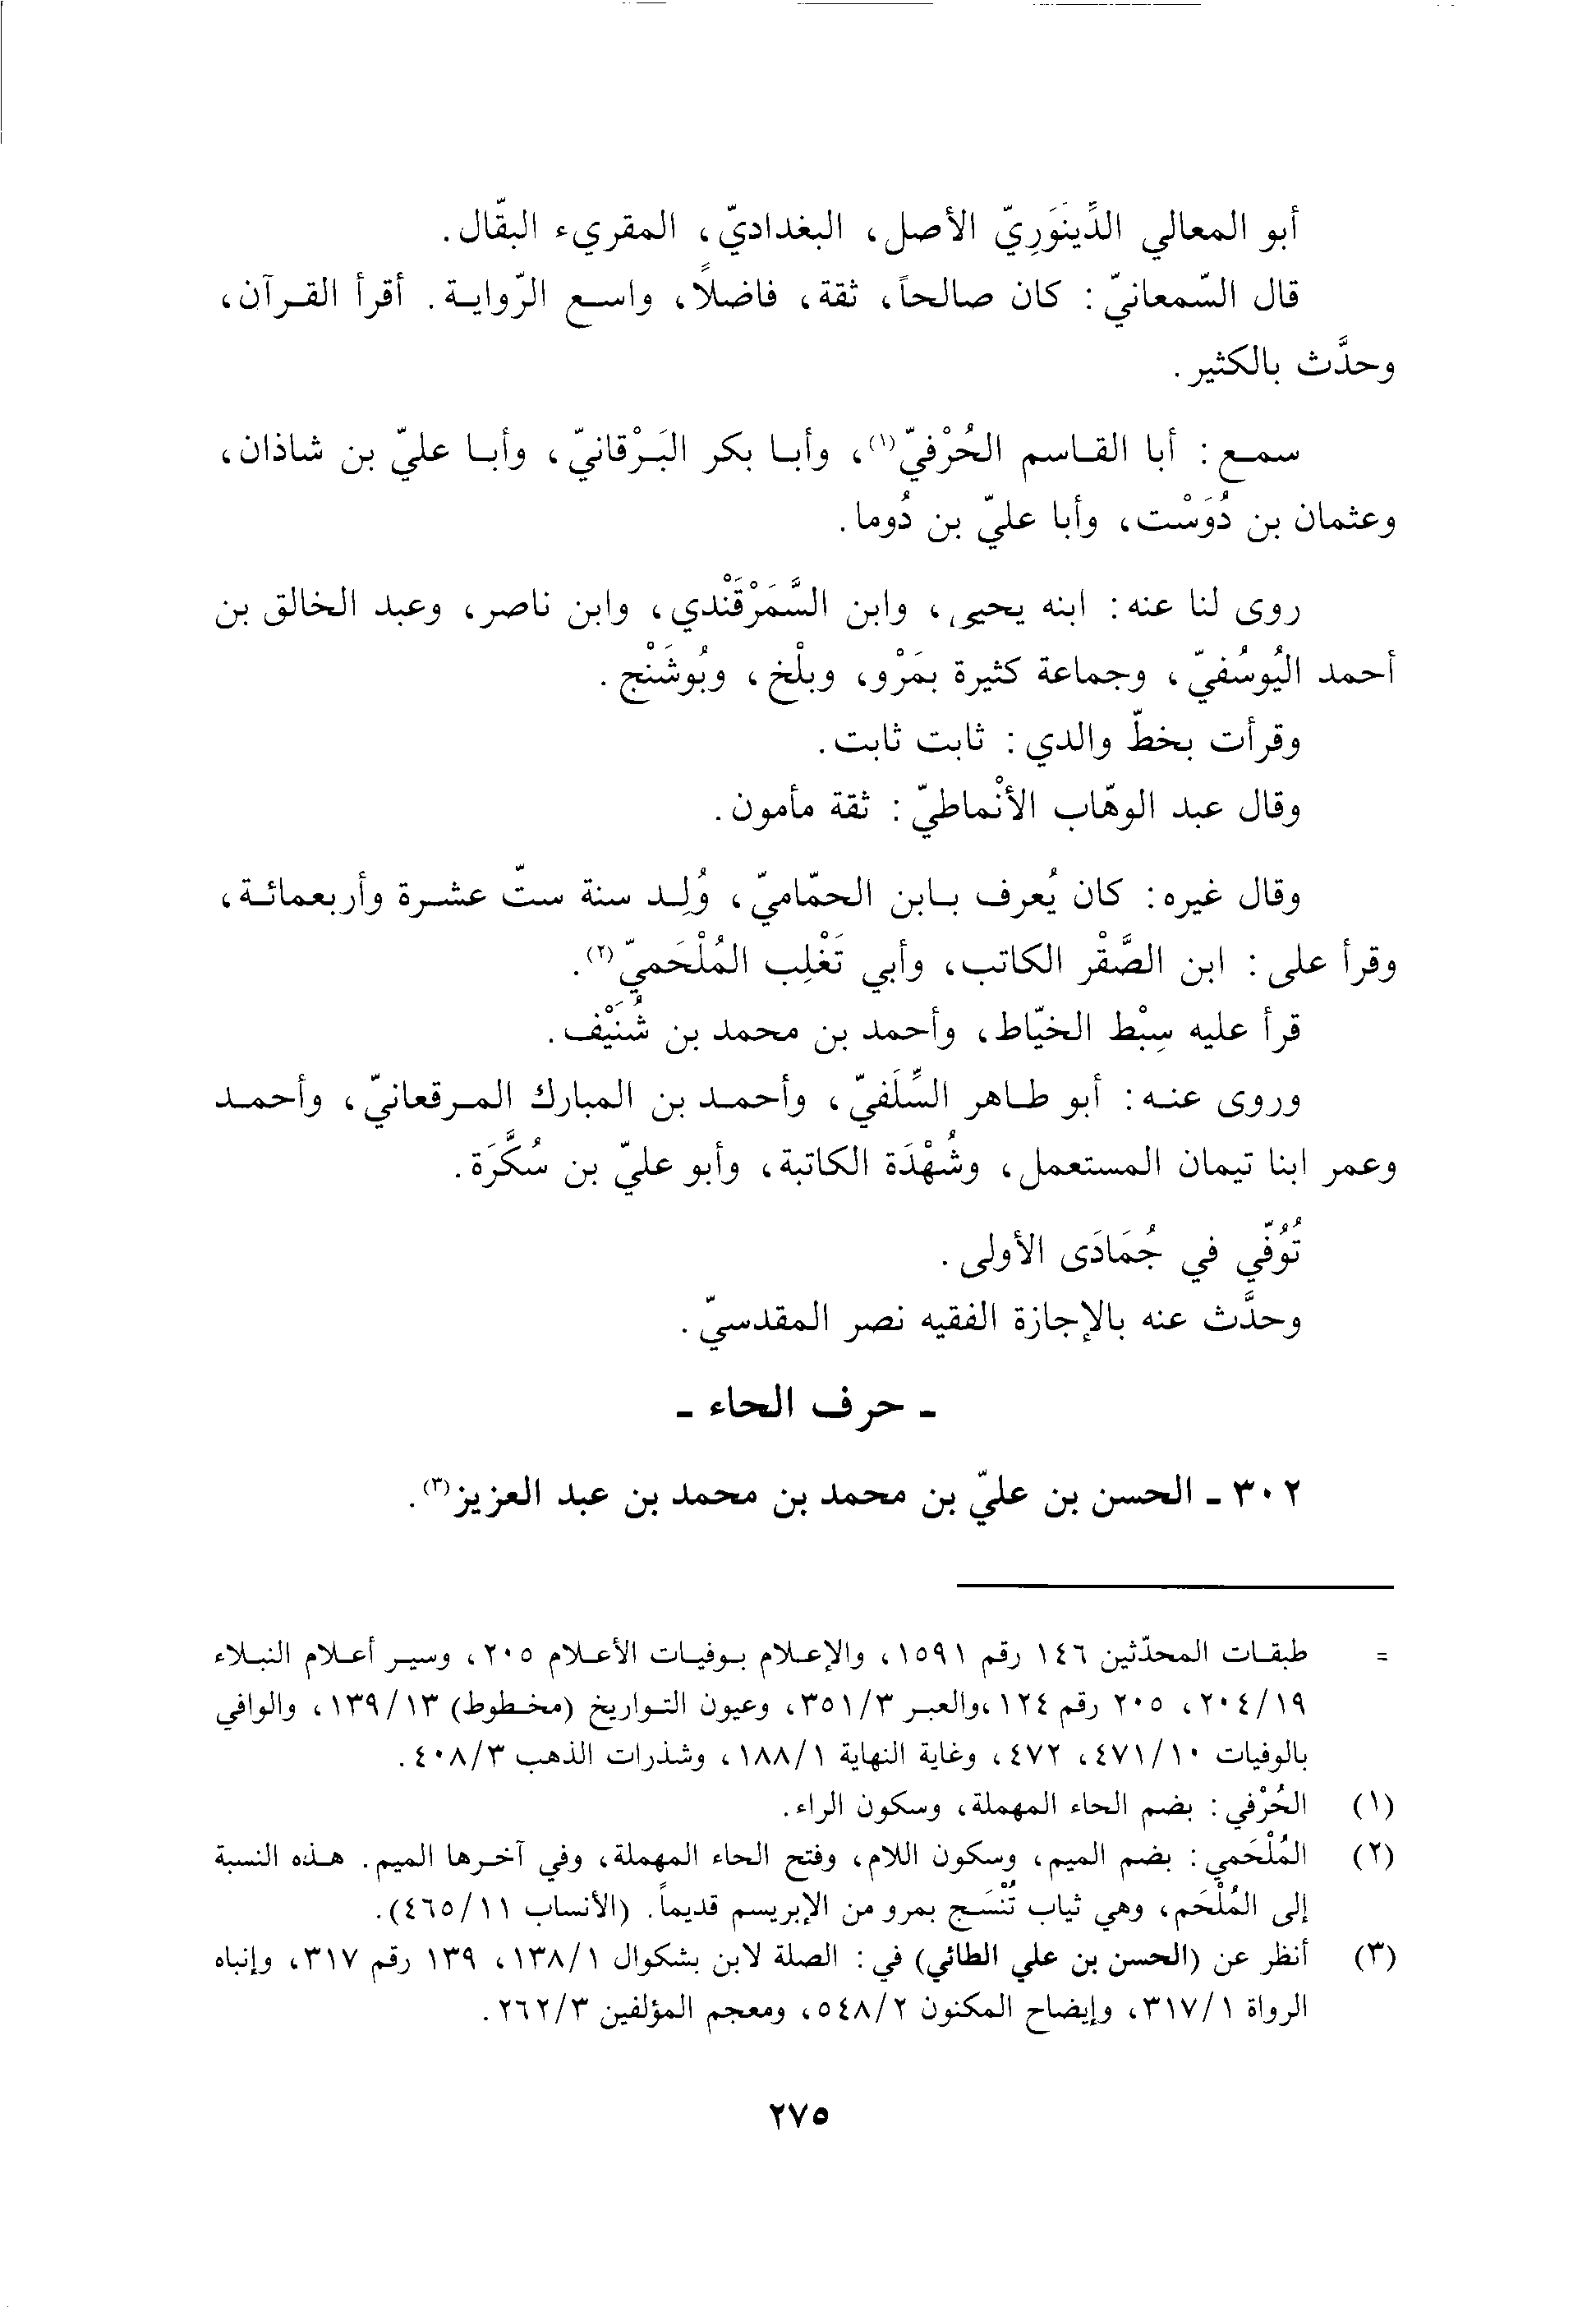 أبو المعالي الدِّينَوَرِيّ الأصل، البغداديّ، المقريء البقّال.
قال السّمعانيّ: كان صالحاً، ثقة، فاضلاً، واسع الرّواية. أقرأ القرآن،
وحدَّث بالكثير.
سمع: أبا القاسم الحُرْفيّ(١)، وأبا بكر البَرْقانيّ، وأبا عليّ بن شاذان،
وعثمان بن دُوَسْت، وأبا عليّ بن دُوما.
روى لنا عنه: ابنه يحيى، وابن السَّمَرْقَنْدي، وابن ناصر، وعبد الخالق بن
أحمد اليُوسُفيّ، وجماعة كثيرة بمَرْو، وبلْخ، وبُوشَنْج.
وقرأت بخطّ والدي: ثابت ثابت.
وقال عبد الوهّاب الأنْماطيّ: ثقة مأمون.
وقال غيره: كان يُعرف بابن الحمّاميّ، وُلِد سنة ستّ عشرة وأربعمائة،
وقرأ على: ابن الصَّقْر الكاتب، وأبي تَغْلِب المُلْحَميّ(٢).
قرأ عليه سِبْط الخيّاط، وأحمد بن محمد بن شُنَيْف.
وروى عنه: أبو طاهر السِّلَفيّ، وأحمد بن المبارك المرقعانيّ، وأحمد
وعمر ابنا تيمان المستعمل، وشُهْدَة الكاتبة، وأبو عليّ بن سُكَّرَة.
تُوُفّي في جُمَادَى الأولى.
وحدَّث عنه بالإجازة الفقيه نصر المقدسيّ.
- حرف الحاء -
٣٠٢ - الحسن بن عليّ بن محمد بن محمد بن عبد العزيز(٣).
= طبقات المحدّثين ١٤٦ رقم ١٥٩١، والإعلام بوفيات الأعلام ٢٠٥، وسير أعلام النبلاء
١٩/٢٠٤، ٢٠٥ رقم ١٢٤، والعبر ٣/٣٥١، وعيون التواريخ (مخطوط) ١٣/١٣٩، والوافي
بالوفيات ١٠/٤٧١، ٤٧٢، وغاية النهاية ١/١٨٨، وشذرات الذهب ٣/٤٠٨.
(١) الحُرْفي: بضم الحاء المهملة، وسكون الراء.
(٢) المُلْحَمي: بضم الميم، وسكون اللام، وفتح الحاء المهملة، وفي آخرها الميم. هذه النسبة
إلى المُلْحَم، وهي ثياب تُنْسَج بمرو من الإبريسم قديماً. (الأنساب ١١/٤٦٥).
(٣) أنظر عن (الحسن بن علي الطائي) في: الصلة لابن بشكوال ١/١٣٨، ١٣٩ رقم ٣١٧، وإنباه
الرواة ١/٣١٧، وإيضاح المكنون ٢/٥٤٨، ومعجم المؤلفين ٣/٢٦٢.
٢٧٥